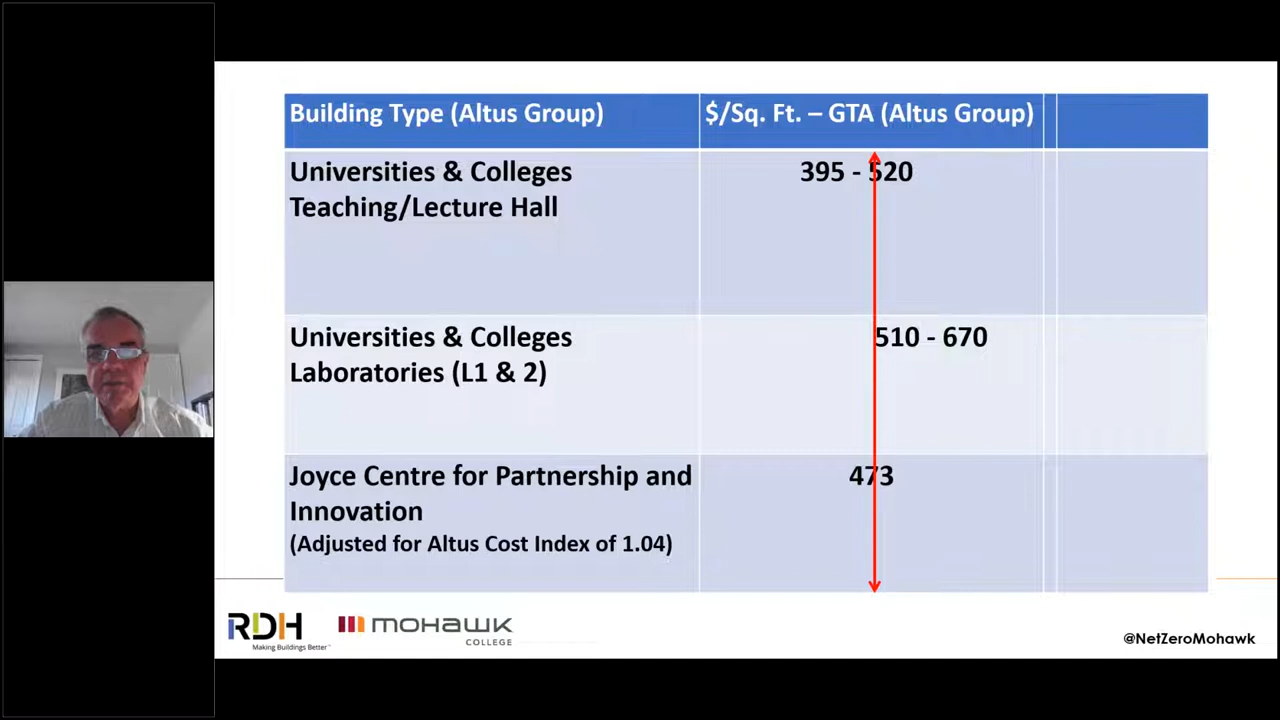 Building Type (Altus Group)
$/Sq. Ft. – GTA (Altus Group)
Universities & Colleges
Teaching/Lecture Hall
395 - 520
Universities & Colleges
Laboratories (L1 & 2)
510 - 670
Joyce Centre for Partnership and
Innovation
(Adjusted for Altus Cost Index of 1.04)
473
RDH
Making Buildings Better™
mohawk
COLLEGE
@NetZeroMohawk